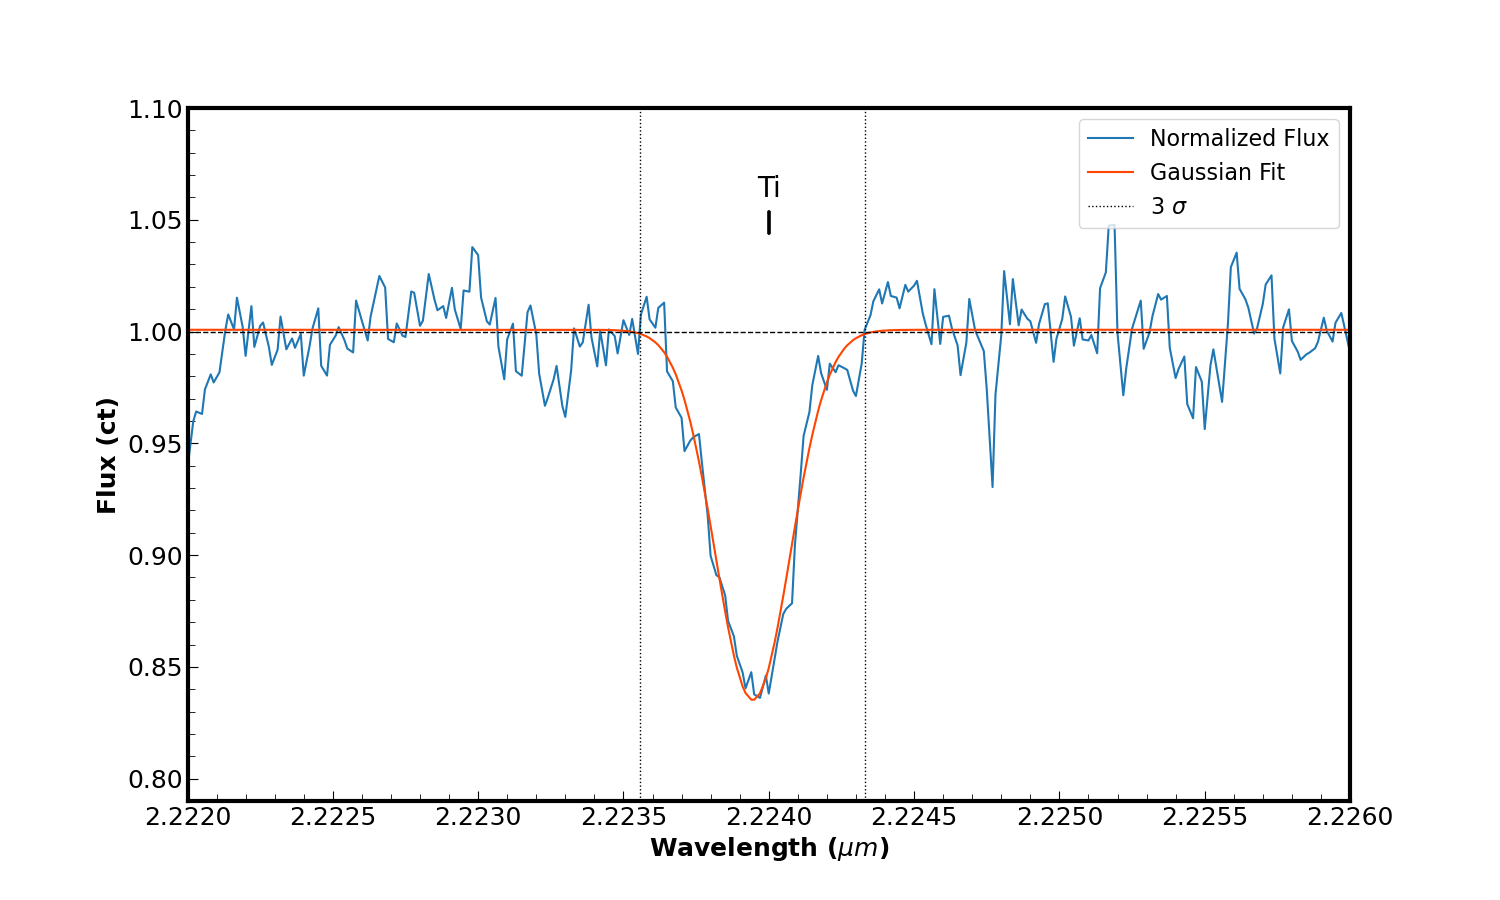 1.10
1.05
1.00
0.95
0.90
0.85
0.80
Flux (ct)
Ti
Normalized Flux
Gaussian Fit
3 σ
2.2220 2.2225 2.2230 2.2235 2.2240 2.2245 2.2250 2.2255 2.2260
Wavelength (μm)